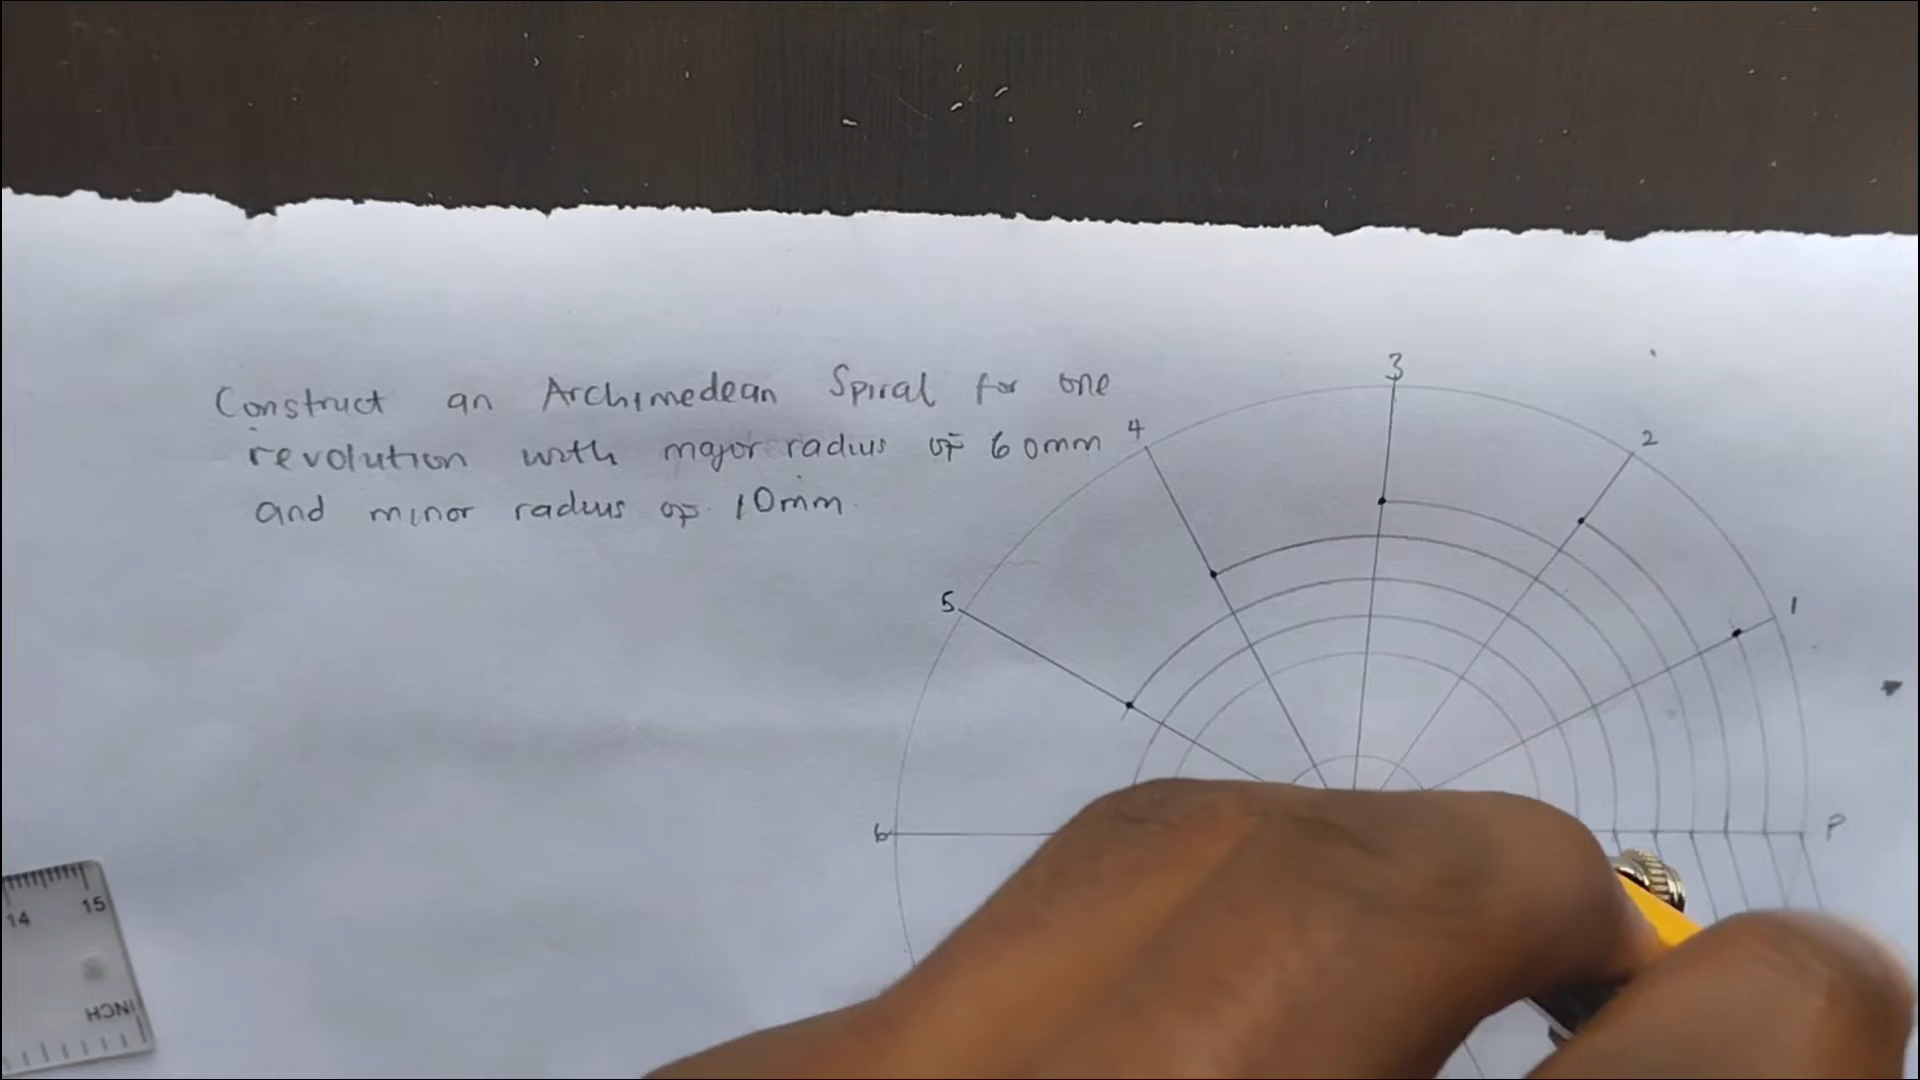 Construct an Archimedean Spiral for one
revolution with major radius of 60mm
and minor radius of 10mm.
3
4
2
5
1
6
P
14 15
INCH